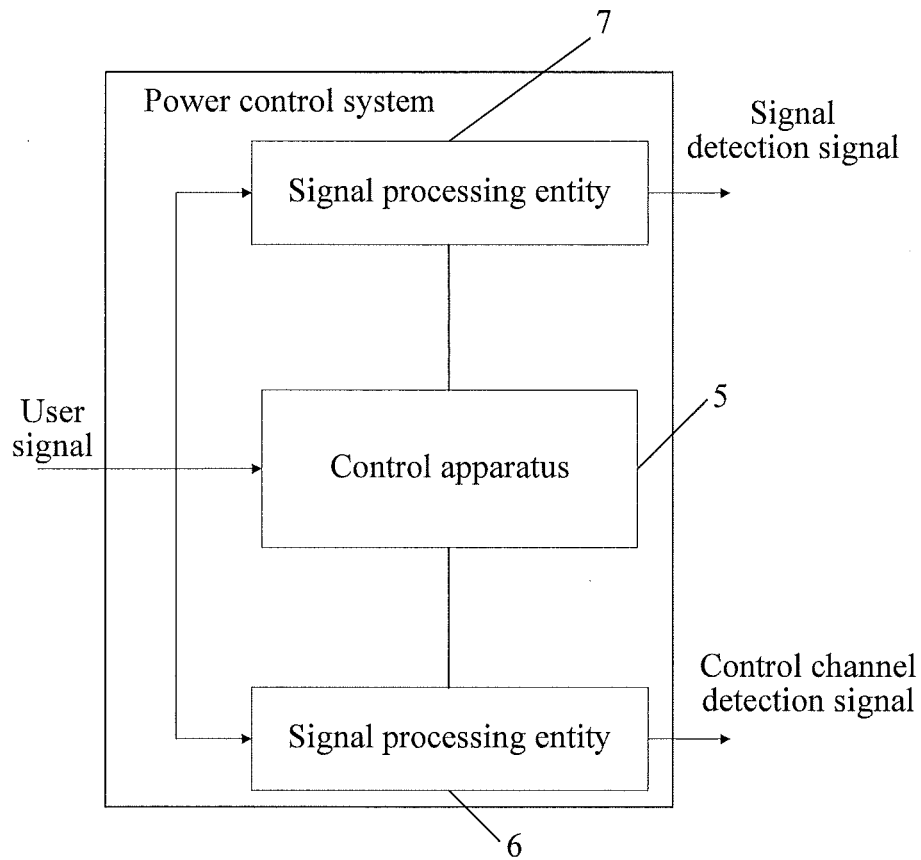 7
Power control system
Signal
detection signal
Signal processing entity
User
signal
5
Control apparatus
Control channel
detection signal
Signal processing entity
6